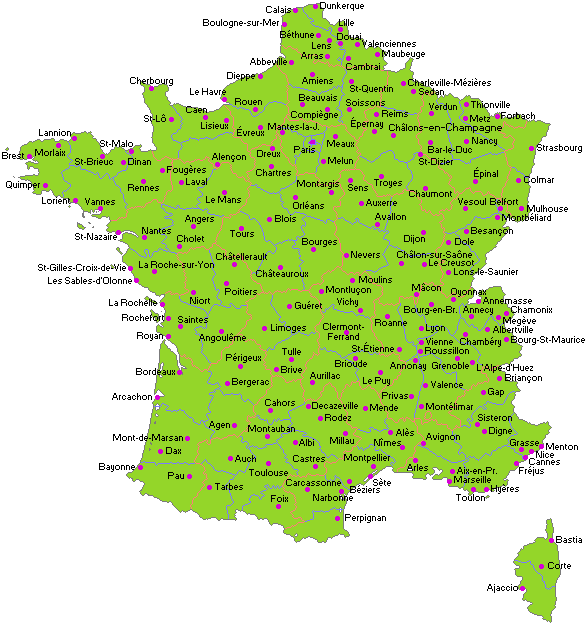 Dunkerque
Calais
Boulogne-sur-Mer
Lille
Béthune
Douai
Lens
Valenciennes
Arras
Maubeuge
Abbeville
Cambrai
Dieppe
Amiens
Cherbourg
St-Quentin
Charleville-Mézières
Sedan
Le Havre
Beauvais
Soissons
Thionville
Rouen
Compiègne
Reims
Verdun
Caen
St-Lô
Lisieux
Metz
Forbach
Évreux
Mantes-la-J.
Épernay
Châlons-en-Champagne
Lannion
St-Malo
Paris
Meaux
Bar-le-Duc
Nancy
Strasbourg
Brest
Morlaix
St-Brieuc
Dinan
Alençon
Dreux
Melun
St-Dizier
Fougères
Chartres
Quimper
Rennes
Laval
Montargis
Sens
Troyes
Épinal
Colmar
Lorient
Vannes
Le Mans
Orléans
Auxerre
Chaumont
Vesoul
Belfort
Mulhouse
Angers
Blois
Avallon
Montbéliard
St-Nazaire
Nantes
Cholet
Tours
Bourges
Dijon
Besançon
Dole
Châtellerault
Nevers
Châlon-sur-Saône
St-Gilles-Croix-de-Vie
La Roche-sur-Yon
Châteauroux
Le Creusot
Lons-le-Saunier
Les Sables-d'Olonne
Poitiers
Moulins
Montluçon
Mâcon
Oyonnax
La Rochelle
Niort
Guéret
Vichy
Bourg-en-Br.
Annemasse
Annecy
Chamonix
Rochefort
Saintes
Roanne
Megève
Royan
Angoulême
Limoges
Clermont-
Ferrand
Lyon
Albertville
Vienne
Chambéry
Bourg-St-Maurice
St-Étienne
Roussillon
Périgueux
Tulle
Brioude
Annonay
Grenoble
L'Alpe-d'Huez
Bordeaux
Brive
Aurillac
Le Puy
Briançon
Bergerac
Valence
Arcachon
Privas
Gap
Cahors
Decazeville
Mende
Montélimar
Rodez
Sisteron
Agen
Montauban
Alès
Digne
Mont-de-Marsan
Albi
Millau
Nîmes
Avignon
Grasse
Menton
Dax
Nice
Auch
Castres
Montpellier
Cannes
Bayonne
Toulouse
Arles
Aix-en-Pr.
Fréjus
Pau
Tarbes
Carcassonne
Béziers
Sète
Marseille
Foix
Narbonne
Toulon
Hyères
Perpignan
Bastia
Corte
Ajaccio